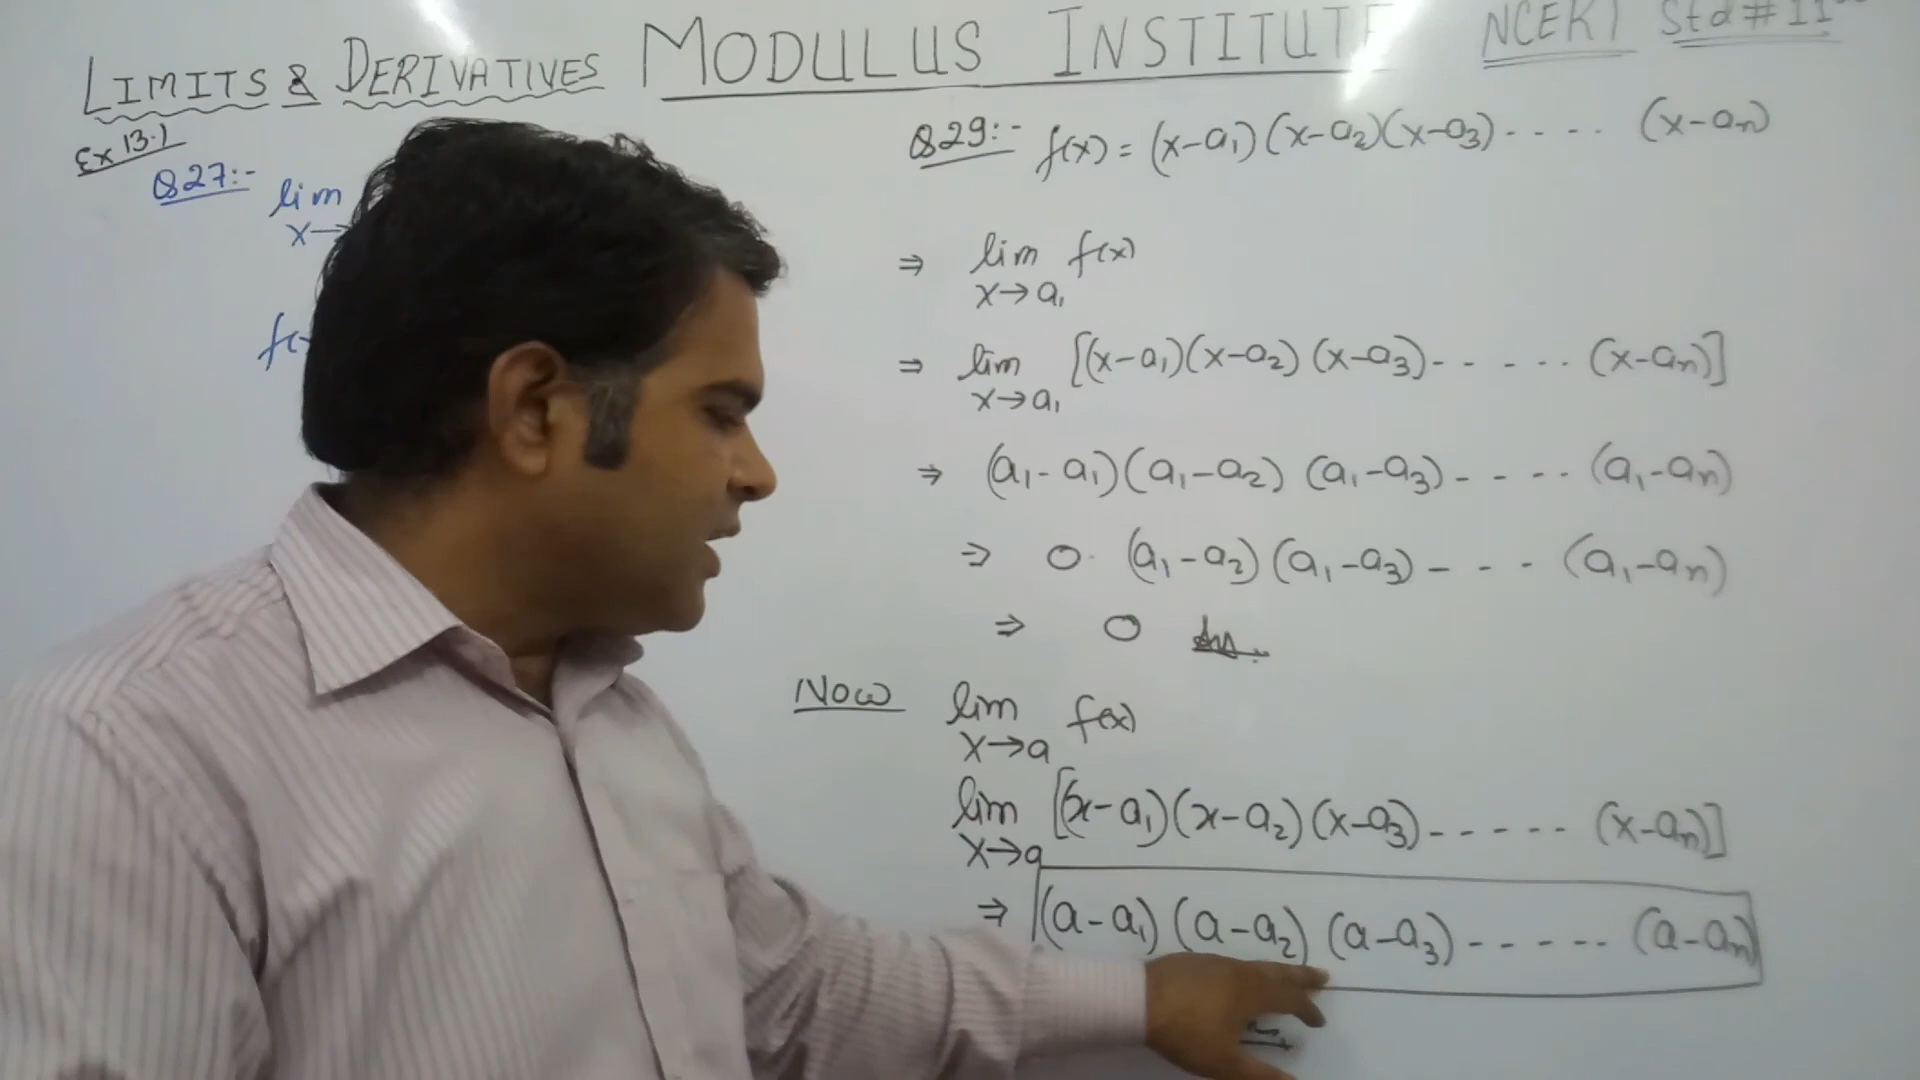 LIMITS & DERIVATIVES MODULUS INSTITUTE NCERT Std # 11th
Ex 13.1
Q27:-
lim
x→
f(
Q29:- f(x) = (x-a₁)(x-a₂)(x-a₃)- - - - - (x-aₙ)
⇒ lim f(x)
x→a₁
⇒ lim [(x-a₁)(x-a₂)(x-a₃)- - - - - (x-aₙ)]
x→a₁
⇒ (a₁-a₁)(a₁-a₂)(a₁-a₃)- - - - - (a₁-aₙ)
⇒ 0·(a₁-a₂)(a₁-a₃)- - - - (a₁-aₙ)
⇒ 0 Ans.
Now lim f(x)
x→a
lim [(x-a₁)(x-a₂)(x-a₃)- - - - - - (x-aₙ)]
x→a
⇒ (a-a₁)(a-a₂)(a-a₃)- - - - - - (a-aₙ)